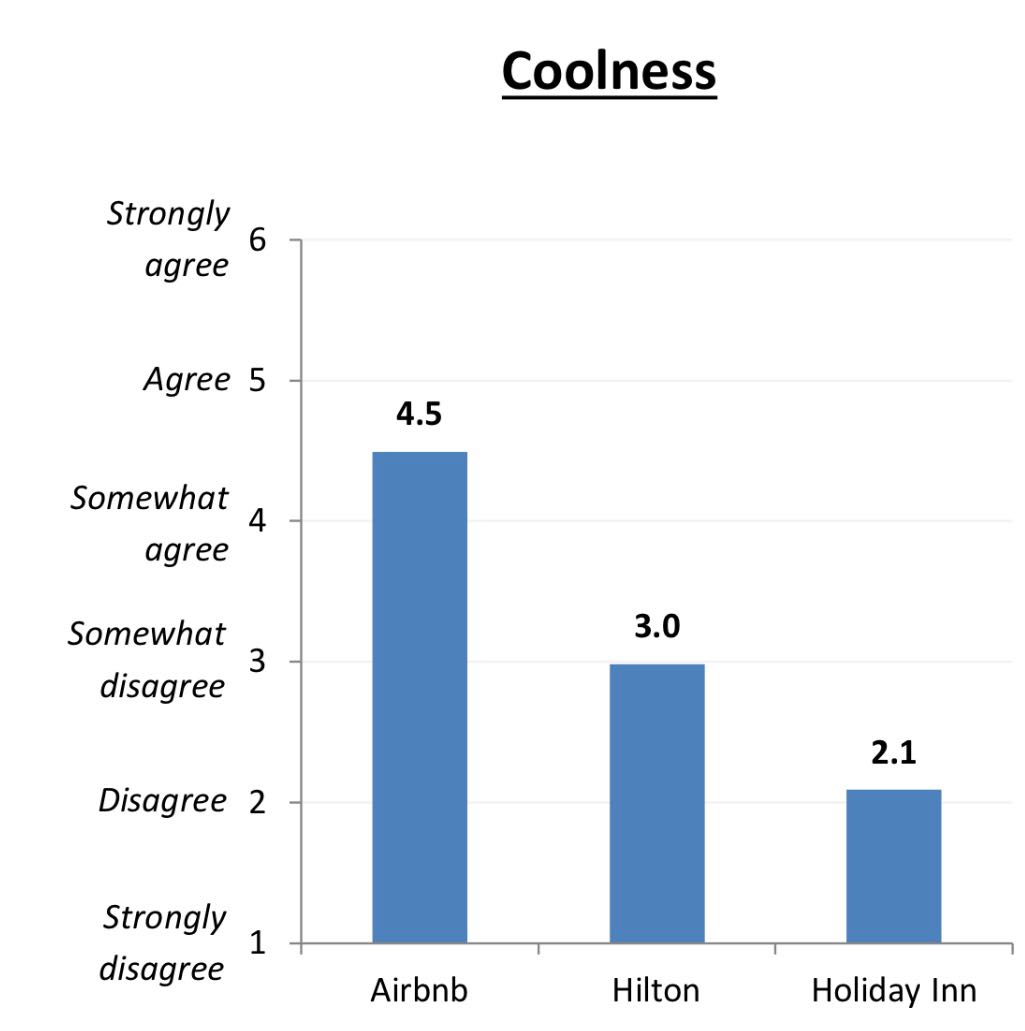 Coolness
Strongly
agree
6
Agree 5
4.5
Somewhat
agree
4
Somewhat
disagree
3
3.0
Disagree 2
2.1
Strongly
disagree
1
Airbnb Hilton Holiday Inn